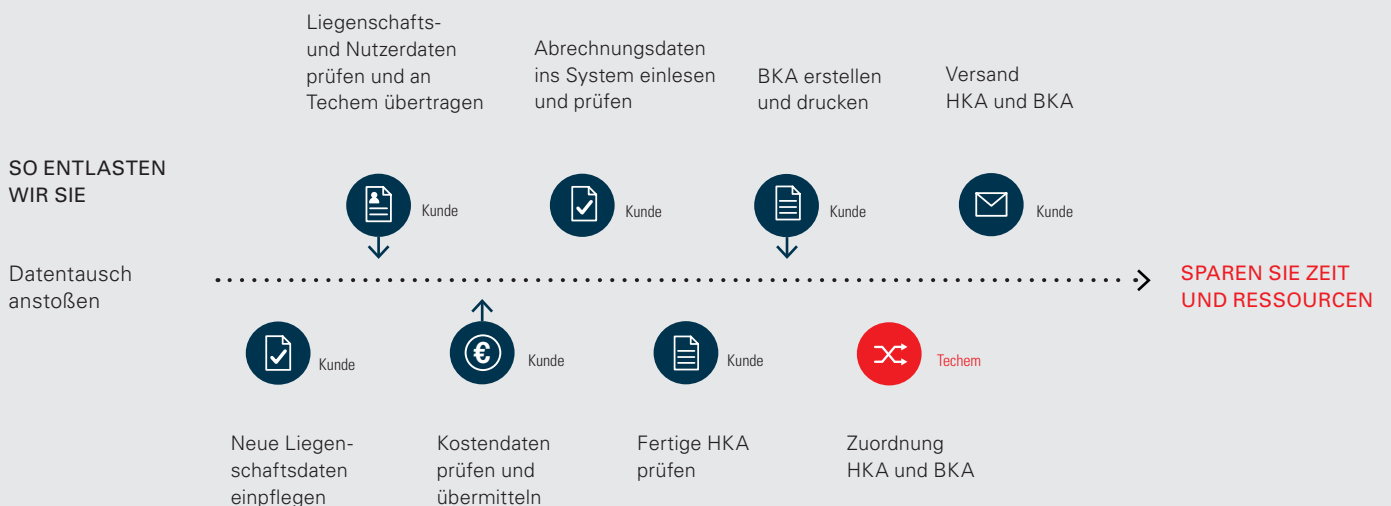 Liegenschafts-
und Nutzerdaten
prüfen und an
Techem übertragen
Abrechnungsdaten
ins System einlesen
und prüfen
BKA erstellen
und drucken
Versand
HKA und BKA
SO ENTLASTEN
WIR SIE
Kunde
Kunde
Kunde
Kunde
Datentausch
anstoßen
SPAREN SIE ZEIT
UND RESSOURCEN
Kunde
€
Kunde
Kunde
Techem
Neue Liegen-
schaftsdaten
einpflegen
Kostendaten
prüfen und
übermitteln
Fertige HKA
prüfen
Zuordnung
HKA und BKA